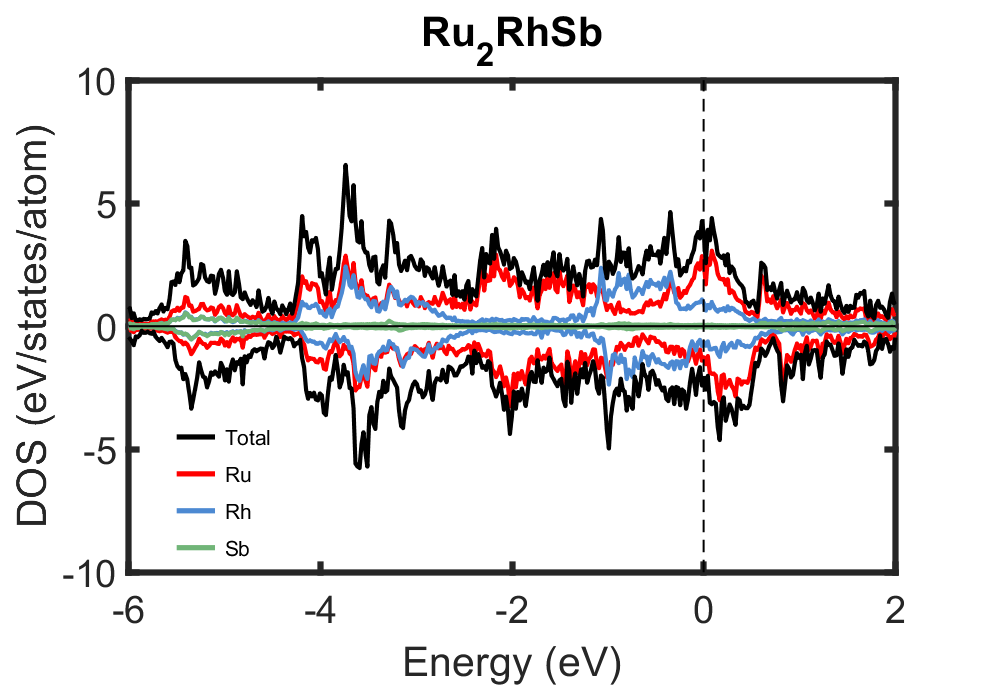 Ru2RhSb
10
5
0
-5
-10
DOS (eV/states/atom)
Total
Ru
Rh
Sb
-6 -4 -2 0 2
Energy (eV)